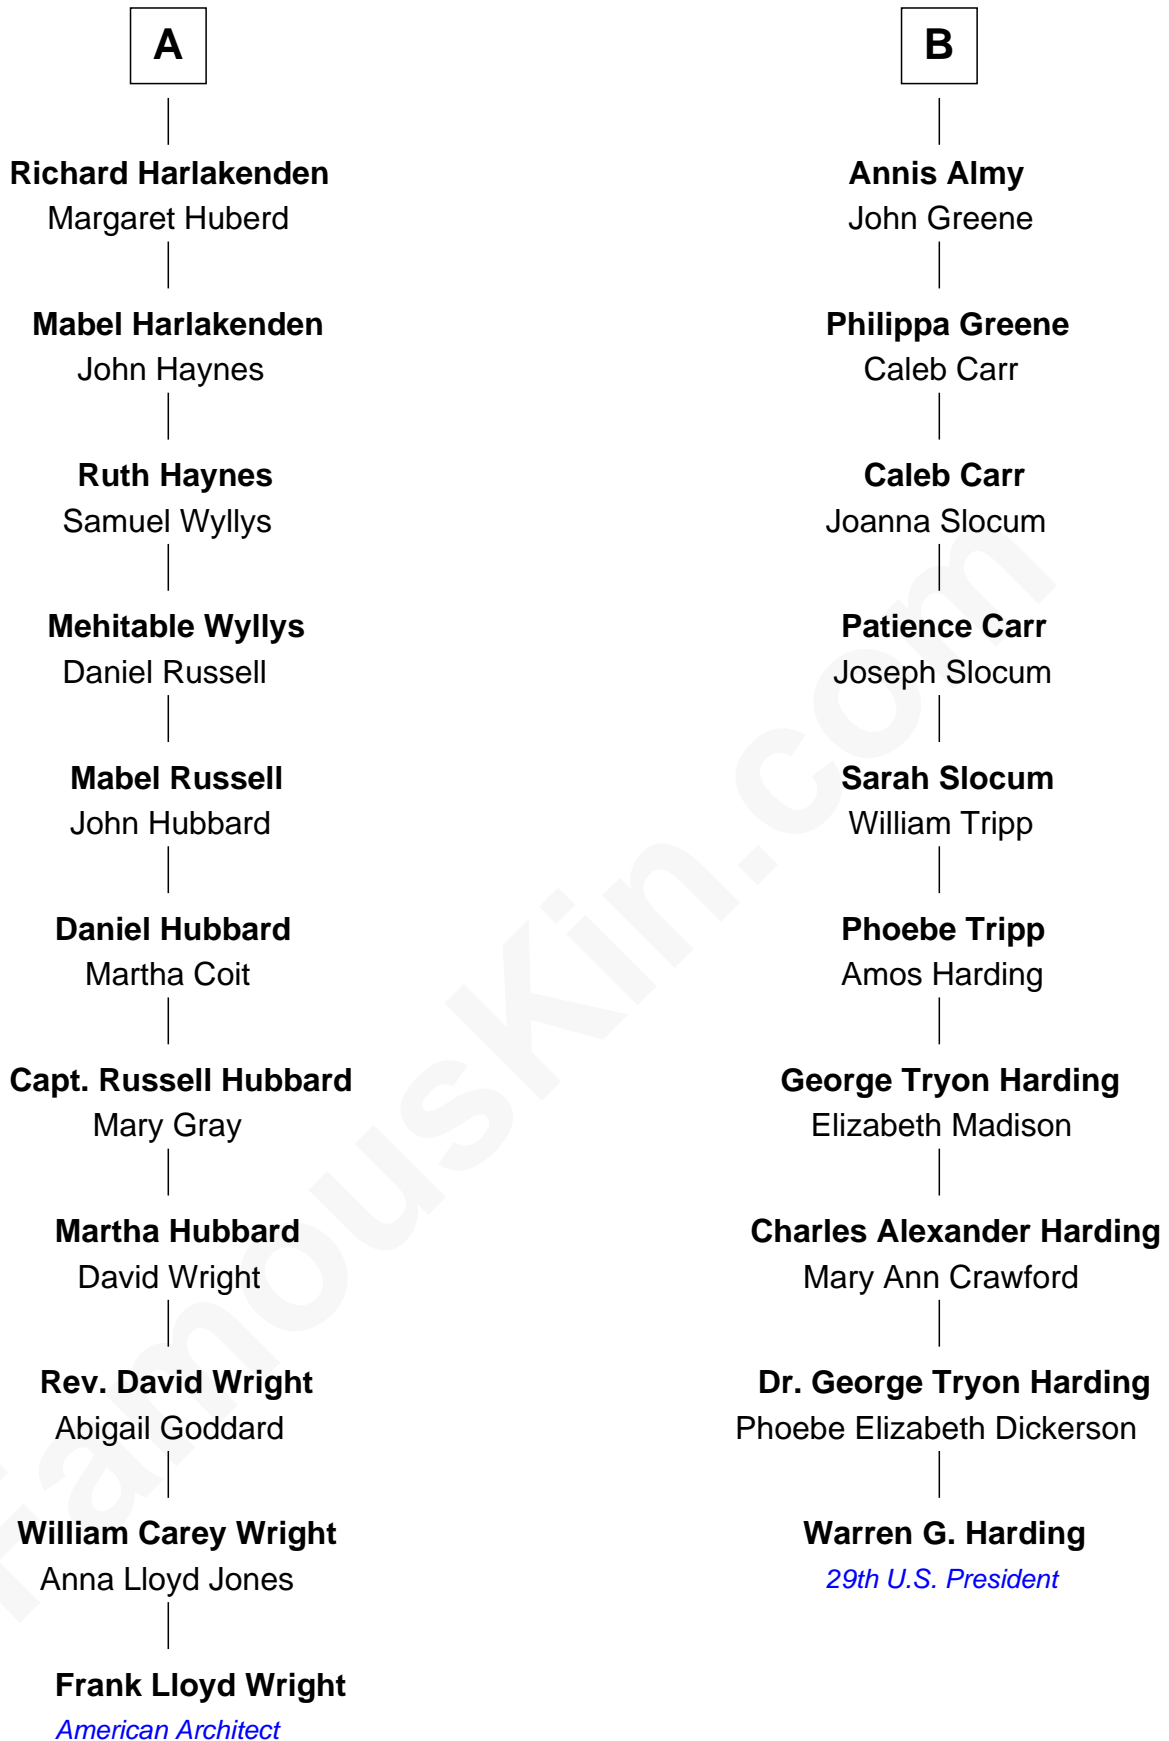 A
Richard Harlakenden
Margaret Huberd
Mabel Harlakenden
John Haynes
Ruth Haynes
Samuel Wyllys
Mehitable Wyllys
Daniel Russell
Mabel Russell
John Hubbard
Daniel Hubbard
Martha Coit
Capt. Russell Hubbard
Mary Gray
Martha Hubbard
David Wright
Rev. David Wright
Abigail Goddard
William Carey Wright
Anna Lloyd Jones
Frank Lloyd Wright
American Architect
B
Annis Almy
John Greene
Philippa Greene
Caleb Carr
Caleb Carr
Joanna Slocum
Patience Carr
Joseph Slocum
Sarah Slocum
William Tripp
Phoebe Tripp
Amos Harding
George Tryon Harding
Elizabeth Madison
Charles Alexander Harding
Mary Ann Crawford
Dr. George Tryon Harding
Phoebe Elizabeth Dickerson
Warren G. Harding
29th U.S. President
FamousKin.com